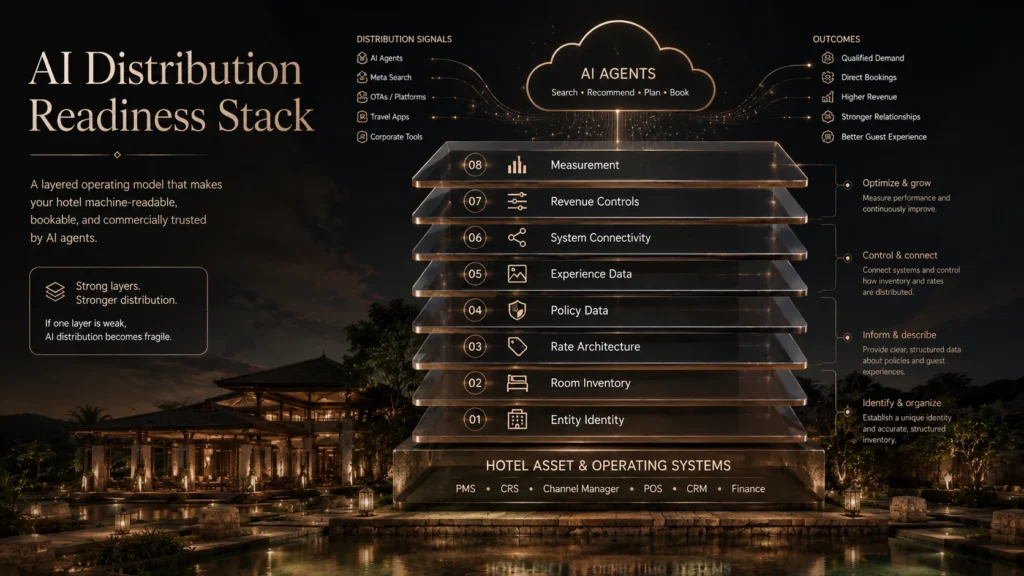 AI Distribution
Readiness Stack
A layered operating model that makes
your hotel machine-readable,
bookable, and commercially trusted
by AI agents.
Strong layers.
Stronger distribution.
If one layer is weak,
AI distribution becomes fragile.
DISTRIBUTION SIGNALS
AI Agents
Meta Search
OTAs / Platforms
Travel Apps
Corporate Tools
AI AGENTS
Search • Recommend • Plan • Book
OUTCOMES
Qualified Demand
Direct Bookings
Higher Revenue
Stronger Relationships
Better Guest Experience
08 Measurement
07 Revenue Controls
06 System Connectivity
05 Experience Data
04 Policy Data
03 Rate Architecture
02 Room Inventory
01 Entity Identity
Optimize & grow
Measure performance and
continuously improve.
Control & connect
Connect systems and control
how inventory and rates
are distributed.
Inform & describe
Provide clear, structured data
about policies and guest
experiences.
Identify & organize
Establish a unique identity
and accurate, structured
inventory.
HOTEL ASSET & OPERATING SYSTEMS
PMS • CRS • Channel Manager • POS • CRM • Finance